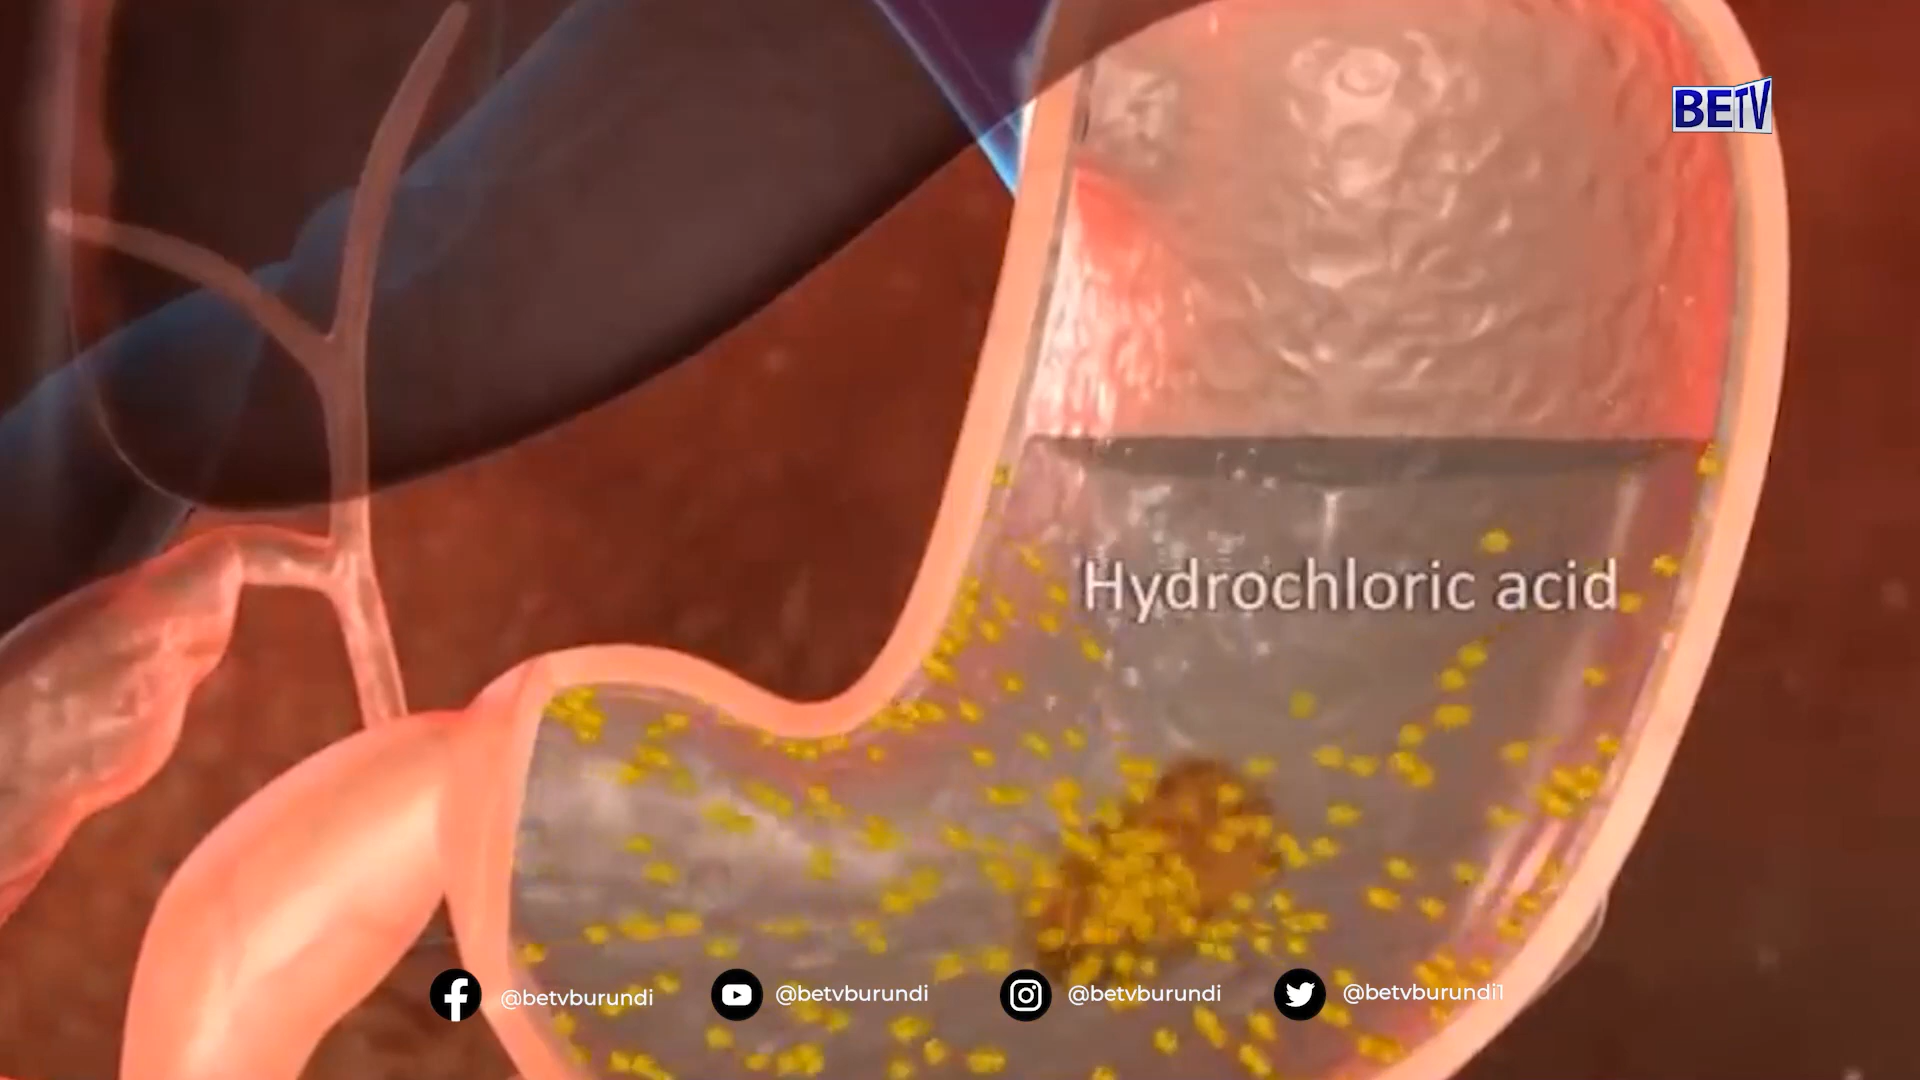 BETV
Hydrochloric acid
@betvburundi
@betvburundi
@betvburundi
@betvburundi1